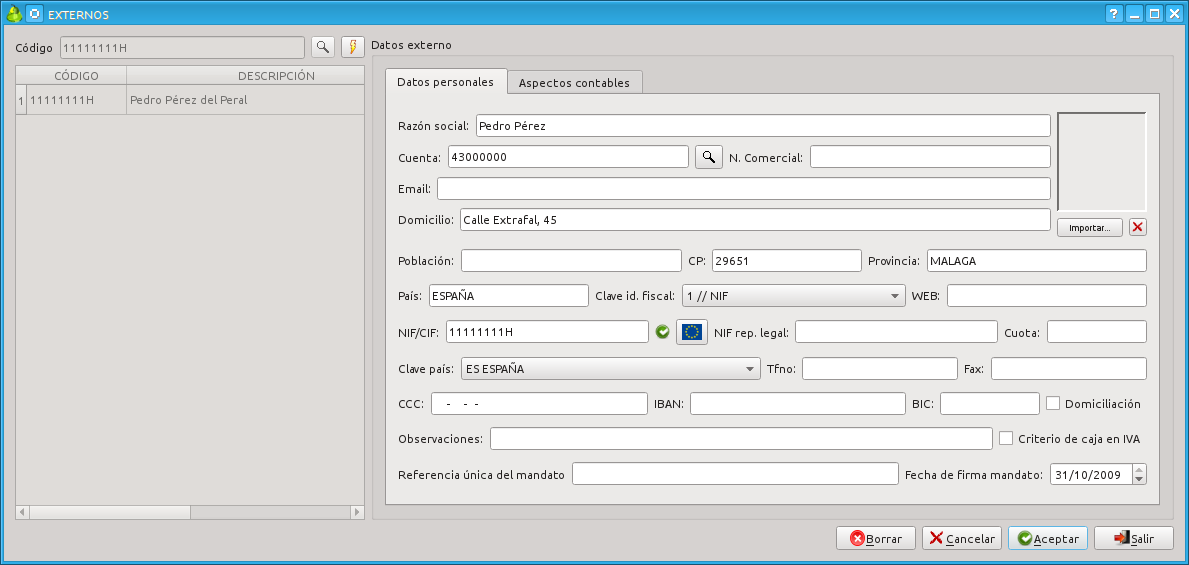 EXTERNOS
Código 11111111H
CÓDIGO DESCRIPCIÓN
1 11111111H Pedro Pérez del Peral
Datos externo
Datos personales Aspectos contables
Razón social: Pedro Pérez
Cuenta: 43000000 N. Comercial:
Email:
Domicilio: Calle Extrafal, 45
Importar...
Población: CP: 29651 Provincia: MALAGA
País: ESPAÑA Clave id. fiscal: 1 // NIF WEB:
NIF/CIF: 11111111H NIF rep. legal: Cuota:
Clave país: ES ESPAÑA Tfno: Fax:
CCC: - - - IBAN: BIC: Domiciliación
Observaciones: Criterio de caja en IVA
Referencia única del mandato Fecha de firma mandato: 31/10/2009
Borrar Cancelar Aceptar Salir